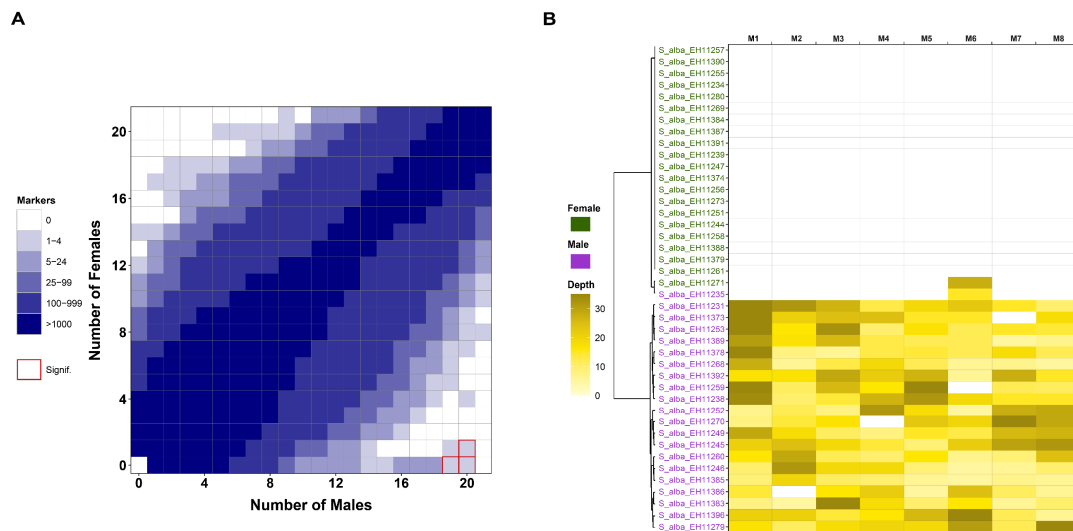 A
Number of Females
20
16
12
8
4
0
0
4
8
12
16
20
Number of Males
Markers
0
1-4
5-24
25-99
100-999
>1000
Signif.
B
M1 M2 M3 M4 M5 M6 M7 M8
S_alba_EH11257
S_alba_EH11390
S_alba_EH11255
S_alba_EH11234
S_alba_EH11280
S_alba_EH11269
S_alba_EH11384
S_alba_EH11387
S_alba_EH11391
S_alba_EH11239
S_alba_EH11247
S_alba_EH11374
S_alba_EH11256
S_alba_EH11273
S_alba_EH11251
S_alba_EH11244
S_alba_EH11258
S_alba_EH11388
S_alba_EH11379
S_alba_EH11261
S_alba_EH11271
S_alba_EH11235
S_alba_EH11231
S_alba_EH11373
S_alba_EH11253
S_alba_EH11389
S_alba_EH11378
S_alba_EH11268
S_alba_EH11392
S_alba_EH11259
S_alba_EH11238
S_alba_EH11252
S_alba_EH11270
S_alba_EH11249
S_alba_EH11245
S_alba_EH11260
S_alba_EH11246
S_alba_EH11385
S_alba_EH11386
S_alba_EH11383
S_alba_EH11396
S_alba_EH11279
Female
Male
Depth
30
20
10
0